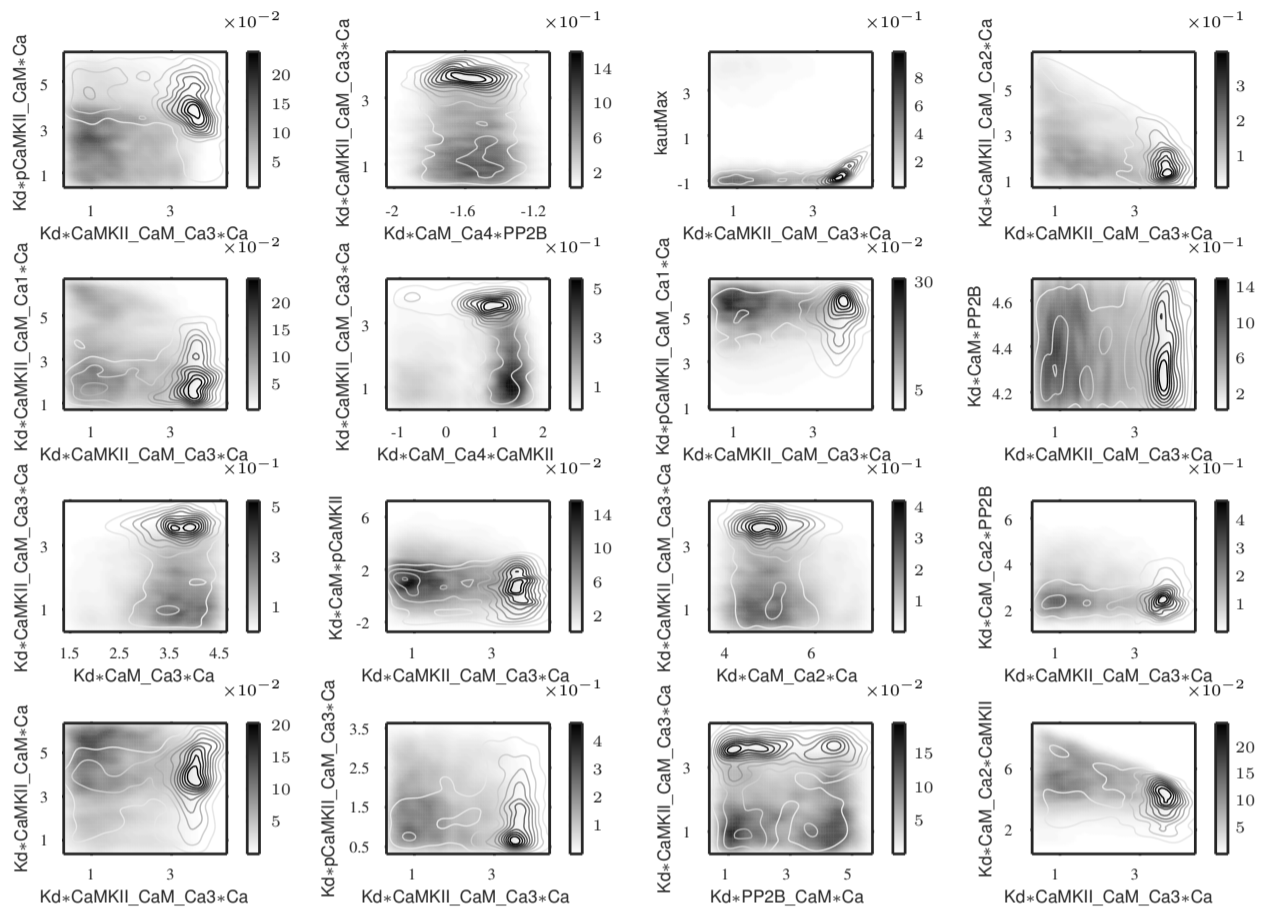 ×10⁻² ×10⁻¹ ×10⁻¹ ×10⁻¹
Kd∗pCaMKII_CaM∗Ca
5
3
1
1 3
Kd∗CaMKII_CaM_Ca3∗Ca
20
15
10
5
Kd∗CaMKII_CaM_Ca3∗Ca
3
1
-2 -1.6 -1.2
Kd∗CaM_Ca4∗PP2B
14
10
6
2
kautMax
3
1
-1
1 3
Kd∗CaMKII_CaM_Ca3∗Ca
8
6
4
2
Kd∗CaMKII_CaM_Ca2∗Ca
5
3
1
1 3
Kd∗CaMKII_CaM_Ca3∗Ca
3
2
1
×10⁻² ×10⁻¹ ×10⁻² ×10⁻¹
Kd∗CaMKII_CaM_Ca1∗Ca
5
3
1
1 3
Kd∗CaMKII_CaM_Ca3∗Ca
20
15
10
5
Kd∗CaMKII_CaM_Ca3∗Ca
3
1
-1 0 1 2
Kd∗CaM_Ca4∗CaMKII
5
3
1
Kd∗pCaMKII_CaM_Ca1∗Ca
5
3
1
1 3
Kd∗CaMKII_CaM_Ca3∗Ca
30
5
Kd∗CaM∗PP2B
4.6
4.4
4.2
1 3
Kd∗CaMKII_CaM_Ca3∗Ca
14
10
6
2
×10⁻¹ ×10⁻² ×10⁻¹ ×10⁻¹
Kd∗CaMKII_CaM_Ca3∗Ca
3
1
1.5 2.5 3.5 4.5
Kd∗CaM_Ca3∗Ca
5
3
1
Kd∗CaM∗pCaMKII
6
2
-2
1 3
Kd∗CaMKII_CaM_Ca3∗Ca
14
10
6
2
Kd∗CaMKII_CaM_Ca3∗Ca
3
1
4 6
Kd∗CaM_Ca2∗Ca
4
3
2
1
Kd∗CaM_Ca2∗PP2B
6
4
2
1 3
Kd∗CaMKII_CaM_Ca3∗Ca
4
3
2
1
×10⁻² ×10⁻¹ ×10⁻² ×10⁻²
Kd∗CaMKII_CaM∗Ca
5
3
1
1 3
Kd∗CaMKII_CaM_Ca3∗Ca
20
15
10
5
Kd∗pCaMKII_CaM_Ca3∗Ca
3.5
2.5
1.5
0.5
1 3
Kd∗CaMKII_CaM_Ca3∗Ca
4
3
2
1
Kd∗CaMKII_CaM_Ca3∗Ca
3
1
1 3 5
Kd∗PP2B_CaM∗Ca
15
10
5
Kd∗CaM_Ca2∗CaMKII
6
2
1 3
Kd∗CaMKII_CaM_Ca3∗Ca
20
15
10
5